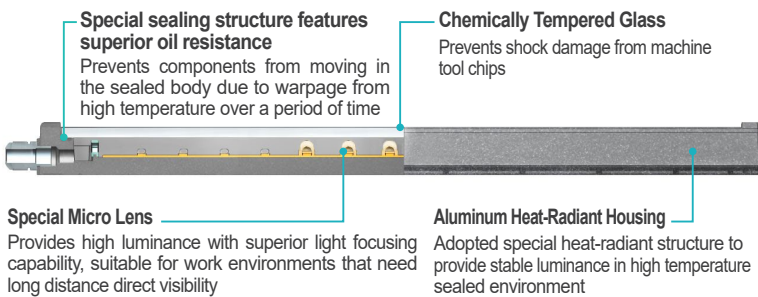 Special sealing structure features
superior oil resistance
Prevents components from moving in
the sealed body due to warpage from
high temperature over a period of time
Chemically Tempered Glass
Prevents shock damage from machine
tool chips
Special Micro Lens
Provides high luminance with superior light focusing
capability, suitable for work environments that need
long distance direct visibility
Aluminum Heat-Radiant Housing
Adopted special heat-radiant structure to
provide stable luminance in high temperature
sealed environment